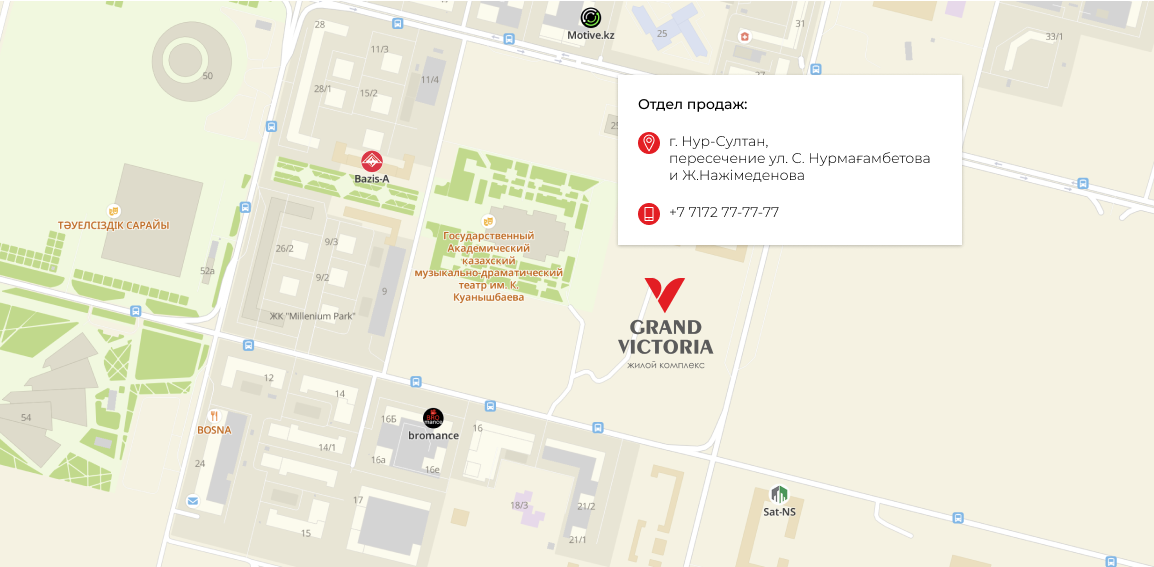 28
31
Motive.kz
25
33/1
11/3
50
11/4
27
28/1
15/2
Отдел продаж:
г. Нур-Султан,
пересечение ул. С. Нурмағамбетова
и Ж.Нажімеденова
+7 7172 77-77-77
25
Bazis-A
ТӘУЕЛСІЗДІК САРАЙЫ
Государственный
Академический
казахский
музыкально-драматический
театр им. К.
Куанышбаева
26/2
9/3
52а
9/2
9
ЖК "Millenium Park"
GRAND
VICTORIA
жилой комплекс
12
14
54
BOSNA
16Б
BRO
mance
bromance
16
14/1
24
16а
16е
17
18/3
21/2
15
21/1
Sat-NS